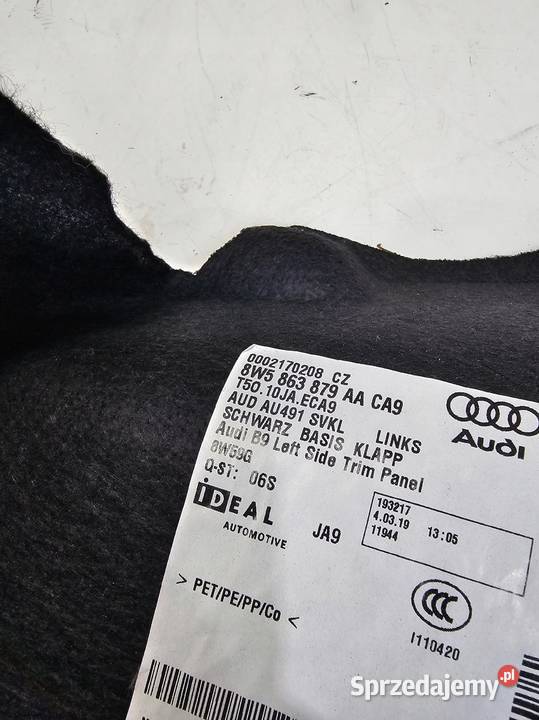 0002170208 CZ
8W5 863 879 AA CA9
T50.10JA.ECA9
AUD AU491 SVKL LINKS
SCHWARZ BASIS KLAPP
Audi B9 Left Side Trim Panel
8W59G
Q-ST: 06S
Audi
iDEAL
AUTOMOTIVE
JA9
193217
4.03.19 13:05
11944
> PET/PE/PP/Co <
CCC
I110420
Sprzedajemy.pl